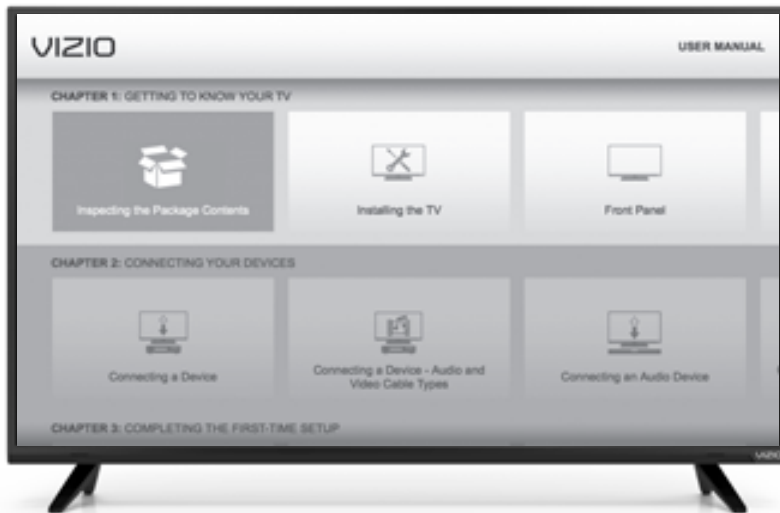 VIZIO
USER MANUAL
CHAPTER 1: GETTING TO KNOW YOUR TV
Inspecting the Package Contents
Installing the TV
Front Panel
CHAPTER 2: CONNECTING YOUR DEVICES
Connecting a Device
Connecting a Device - Audio and
Video Cable Types
Connecting an Audio Device
CHAPTER 3: COMPLETING THE FIRST-TIME SETUP
VIZIO